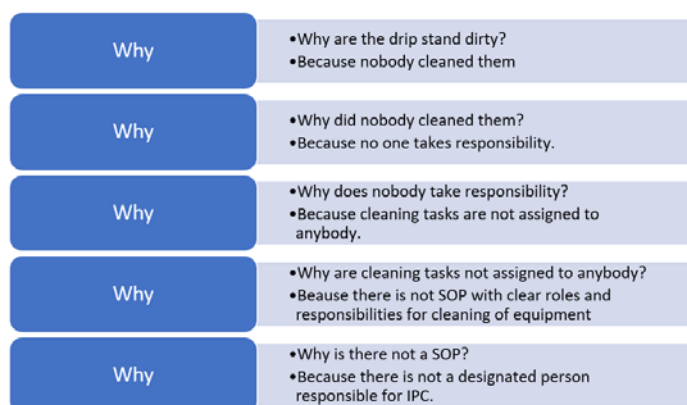 Why
•Why are the drip stand dirty?
•Because nobody cleaned them
Why
•Why did nobody cleaned them?
•Because no one takes responsibility.
Why
•Why does nobody take responsibility?
•Because cleaning tasks are not assigned to
anybody.
Why
•Why are cleaning tasks not assigned to anybody?
•Beause there is not SOP with clear roles and
responsibilities for cleaning of equipment
Why
•Why is there not a SOP?
•Because there is not a designated person
responsible for IPC.